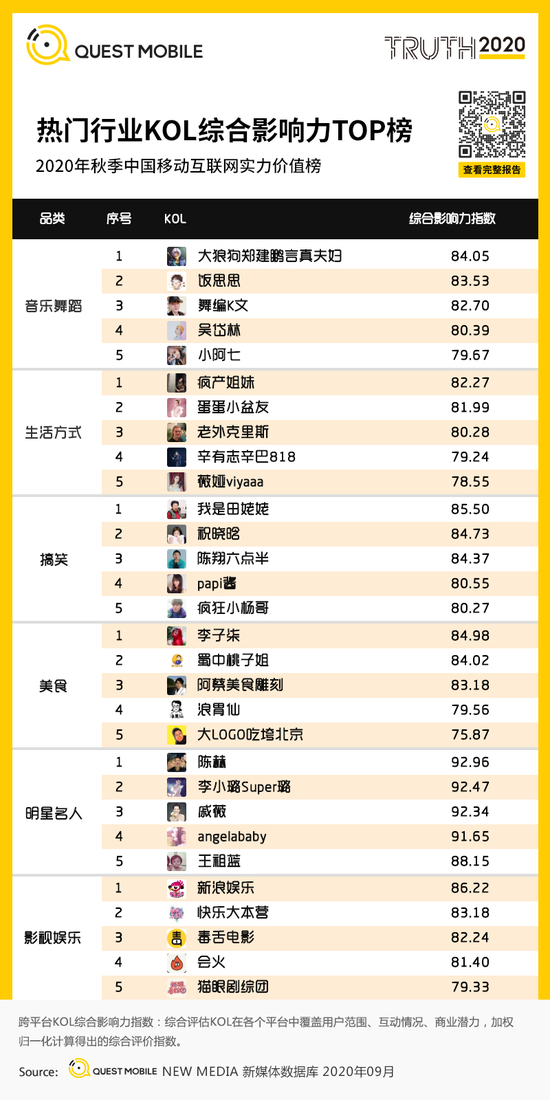 QUEST MOBILE
TRUTH 2020
热门行业KOL综合影响力TOP榜
2020年秋季中国移动互联网实力价值榜
查看完整报告
品类 序号 KOL 综合影响力指数
音乐舞蹈
1 大狼狗郑建鹏言真夫妇 84.05
2 饭思思 83.53
3 舞编K文 82.70
4 吴岱林 80.39
5 小阿七 79.67
生活方式
1 疯产姐妹 82.27
2 蛋蛋小盆友 81.99
3 老外克里斯 80.28
4 辛有志辛巴818 79.24
5 薇娅viyaaa 78.55
搞笑
1 我是田姥姥 85.50
2 祝晓晗 84.73
3 陈翔六点半 84.37
4 papi酱 80.55
5 疯狂小杨哥 80.27
美食
1 李子柒 84.98
2 蜀中桃子姐 84.02
3 阿蔡美食雕刻 83.18
4 浪胃仙 79.56
5 大LOGO吃垮北京 75.87
明星名人
1 陈赫 92.96
2 李小璐Super璐 92.47
3 戚薇 92.34
4 angelababy 91.65
5 王祖蓝 88.15
影视娱乐
1 新浪娱乐 86.22
2 快乐大本营 83.18
3 毒舌电影 82.24
4 会火 81.40
5 猫眼剧综团 79.33
跨平台KOL综合影响力指数：综合评估KOL在各个平台中覆盖用户范围、互动情况、商业潜力，加权
归一化计算得出的综合评价指数。
Source: QUEST MOBILE NEW MEDIA 新媒体数据库 2020年09月